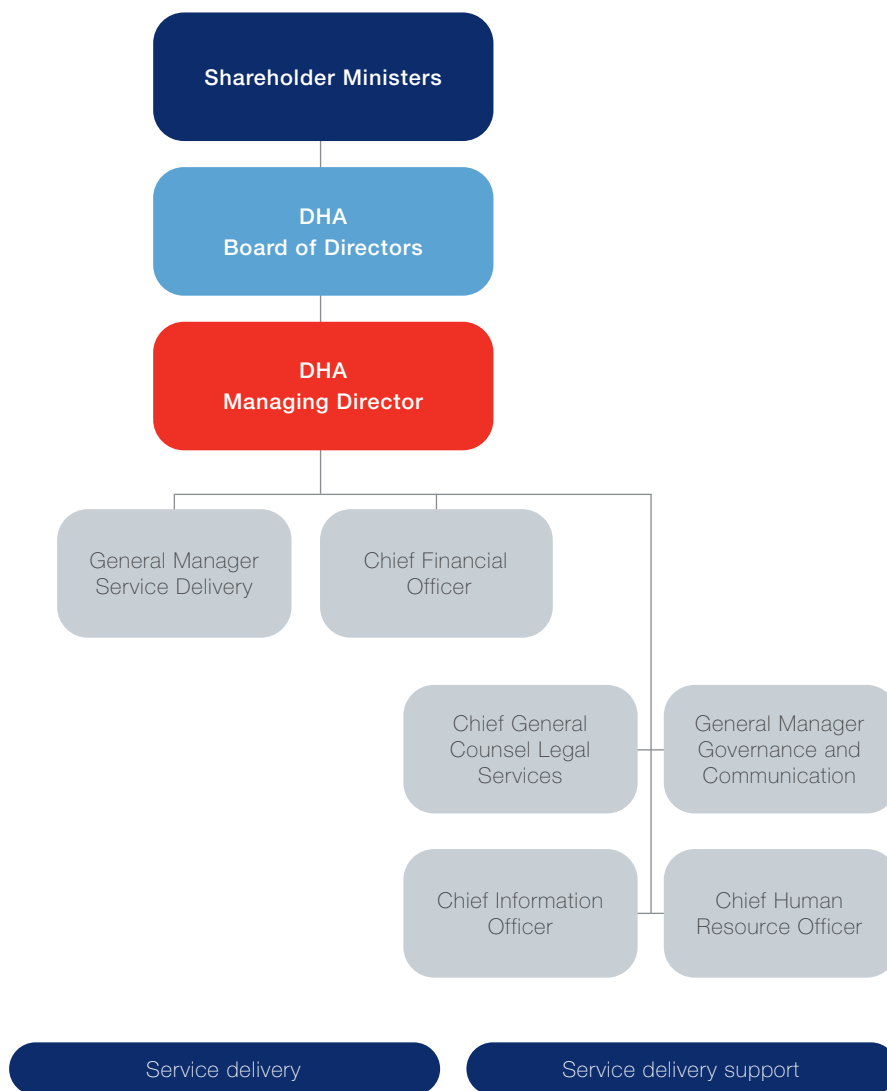 Shareholder Ministers
DHA
Board of Directors
DHA
Managing Director
General Manager
Service Delivery
Chief Financial
Officer
Chief General
Counsel Legal
Services
General Manager
Governance and
Communication
Chief Information
Officer
Chief Human
Resource Officer
Service delivery
Service delivery support